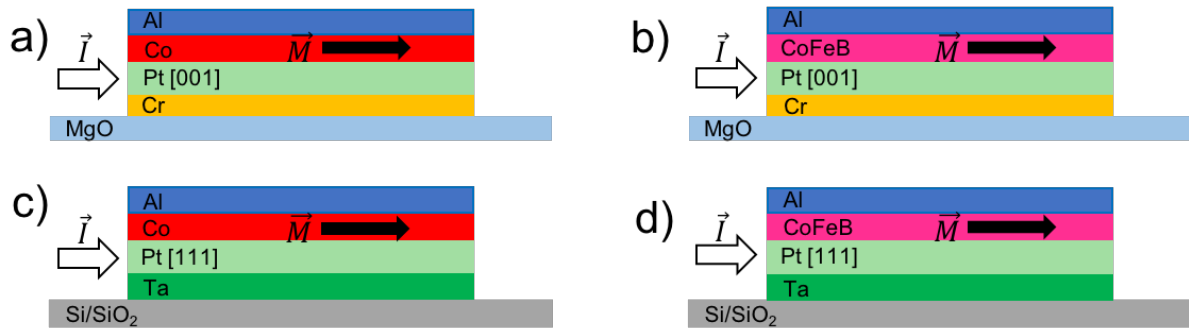 a)
Al
Co
M
I
Pt [001]
Cr
MgO
b)
Al
CoFeB
M
I
Pt [001]
Cr
MgO
c)
Al
Co
M
I
Pt [111]
Ta
Si/SiO₂
d)
Al
CoFeB
M
I
Pt [111]
Ta
Si/SiO₂